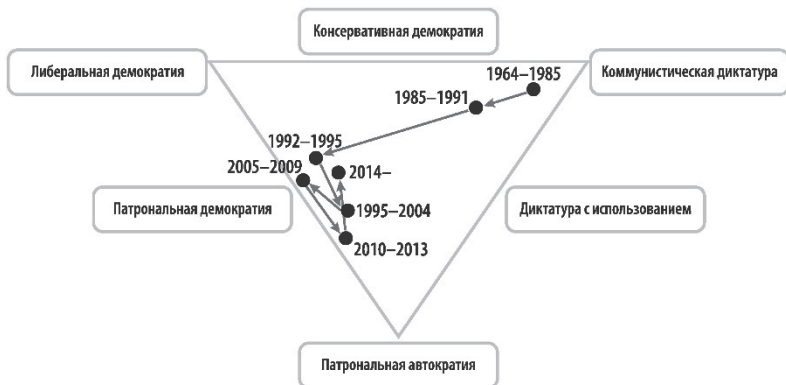 Консервативная демократия
Либеральная демократия
Коммунистическая диктатура
1964–1985
1985–1991
1992–1995
2005–2009
2014–
Патрональная демократия
1995–2004
Диктатура с использованием
2010–2013
Патрональная автократия